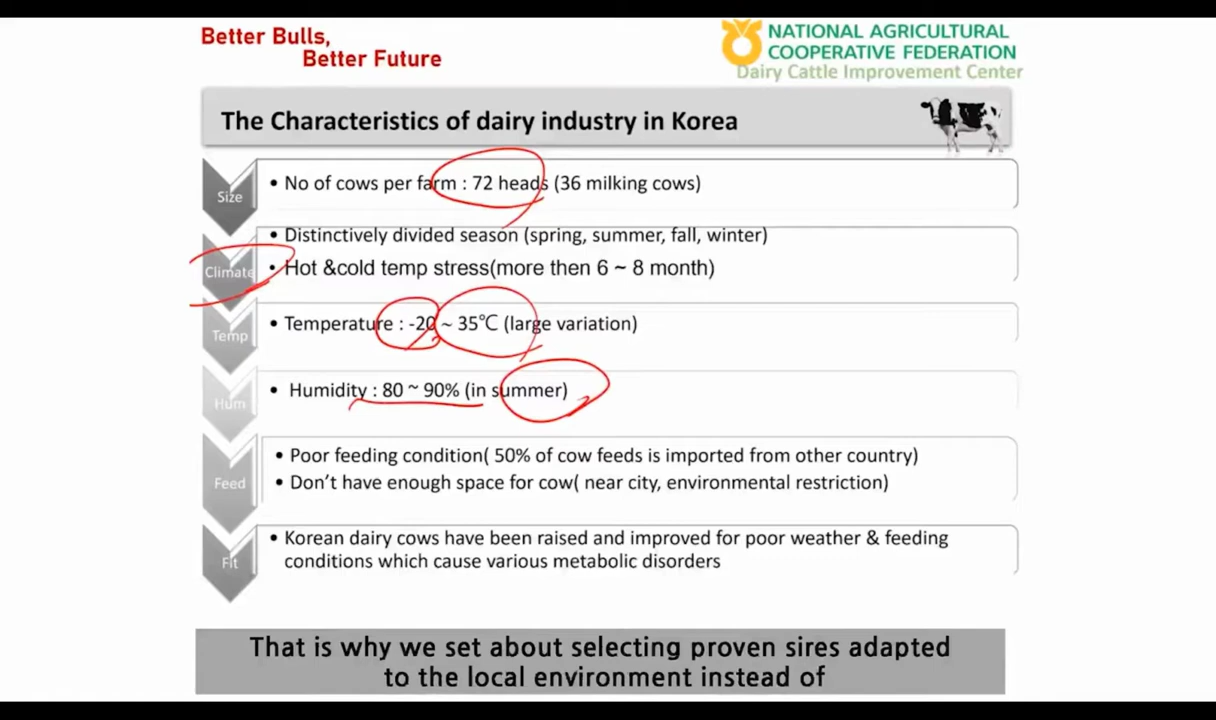 Better Bulls,
Better Future
NATIONAL AGRICULTURAL
COOPERATIVE FEDERATION
Dairy Cattle Improvement Center
The Characteristics of dairy industry in Korea
Size
• No of cows per farm : 72 heads (36 milking cows)
• Distinctively divided season (spring, summer, fall, winter)
Climate
• Hot &cold temp stress(more then 6 ~ 8 month)
Temp
• Temperature : -20 ~ 35℃ (large variation)
Hum
• Humidity : 80 ~ 90% (in summer)
Feed
• Poor feeding condition( 50% of cow feeds is imported from other country)
• Don't have enough space for cow( near city, environmental restriction)
Fit
• Korean dairy cows have been raised and improved for poor weather & feeding
conditions which cause various metabolic disorders
That is why we set about selecting proven sires adapted
to the local environment instead of